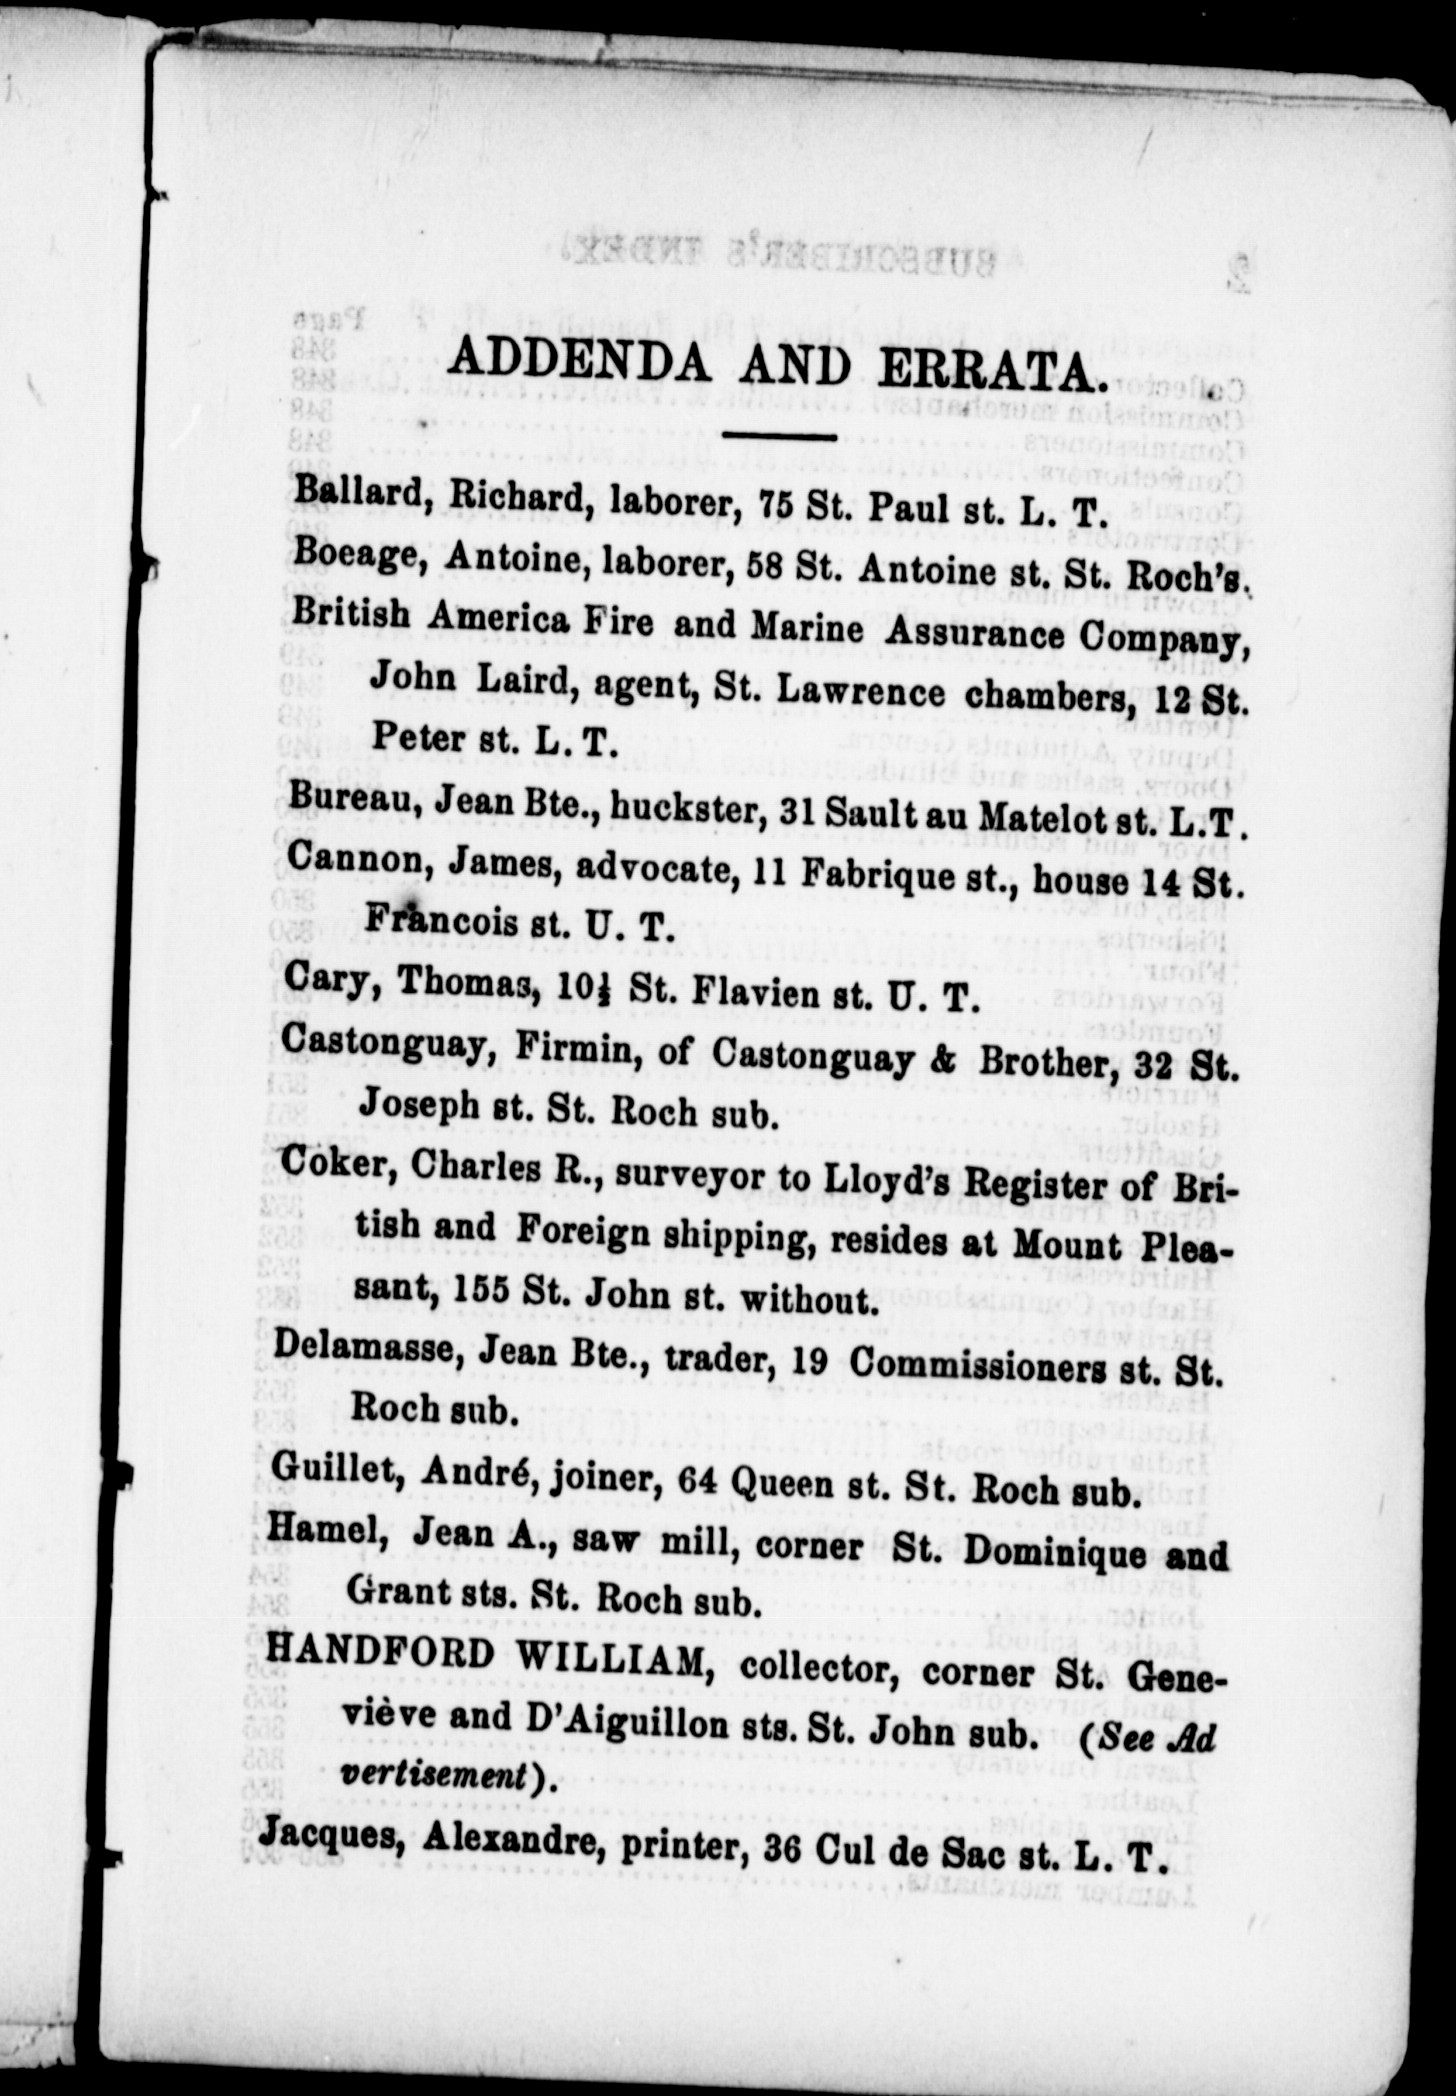 ADDENDA AND ERRATA.
Ballard, Richard, laborer, 75 St. Paul st. L. T.
Boeage, Antoine, laborer, 58 St. Antoine st. St. Roch's.
British America Fire and Marine Assurance Company,
John Laird, agent, St. Lawrence chambers, 12 St.
Peter st. L. T.
Bureau, Jean Bte., huckster, 31 Sault au Matelot st. L.T.
Cannon, James, advocate, 11 Fabrique st., house 14 St.
Francois st. U. T.
Cary, Thomas, 10½ St. Flavien st. U. T.
Castonguay, Firmin, of Castonguay & Brother, 32 St.
Joseph st. St. Roch sub.
Coker, Charles R., surveyor to Lloyd's Register of Bri-
tish and Foreign shipping, resides at Mount Plea-
sant, 155 St. John st. without.
Delamasse, Jean Bte., trader, 19 Commissioners st. St.
Roch sub.
Guillet, André, joiner, 64 Queen st. St. Roch sub.
Hamel, Jean A., saw mill, corner St. Dominique and
Grant sts. St. Roch sub.
HANDFORD WILLIAM, collector, corner St. Gene-
viève and D'Aiguillon sts. St. John sub. (See Ad
vertisement).
Jacques, Alexandre, printer, 36 Cul de Sac st. L. T.